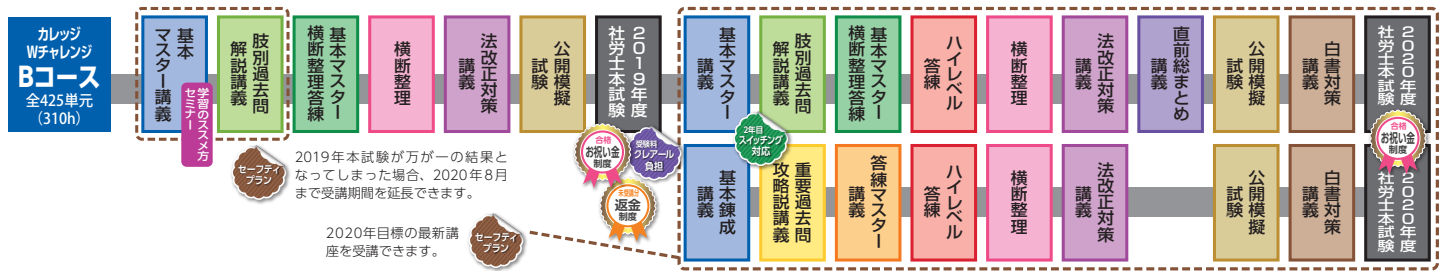 カレッジ
Wチャレンジ
Bコース
全425単元
(310h)
基本
マスター講義
学習のススメ方
セミナー
肢別過去問
解説講義
基本マスター
横断整理答練
横断整理
法改正対策
講義
公開模擬
試験
2019年度
社労士本試験
合格
お祝い金
制度
受験料
クレアール
負担
未受講分
返金
制度
セーフティ
プラン
2019年本試験が万が一の結果と
なってしまった場合、2020年8月
まで受講期間を延長できます。
2020年目標の最新講
座を受講できます。
セーフティ
プラン
基本マスター
講義
肢別過去問
解説講義
基本マスター
横断整理答練
ハイレベル
答練
横断整理
法改正対策
講義
直前総まとめ
講義
公開模擬
試験
白書対策
講義
2020年度
社労士本試験
2年目
スイッチング
対応
合格
お祝い金
制度
基本錬成
講義
重要過去問
攻略説講義
答練マスター
講義
ハイレベル
答練
横断整理
法改正対策
講義
公開模擬
試験
白書対策
講義
2020年度
社労士本試験